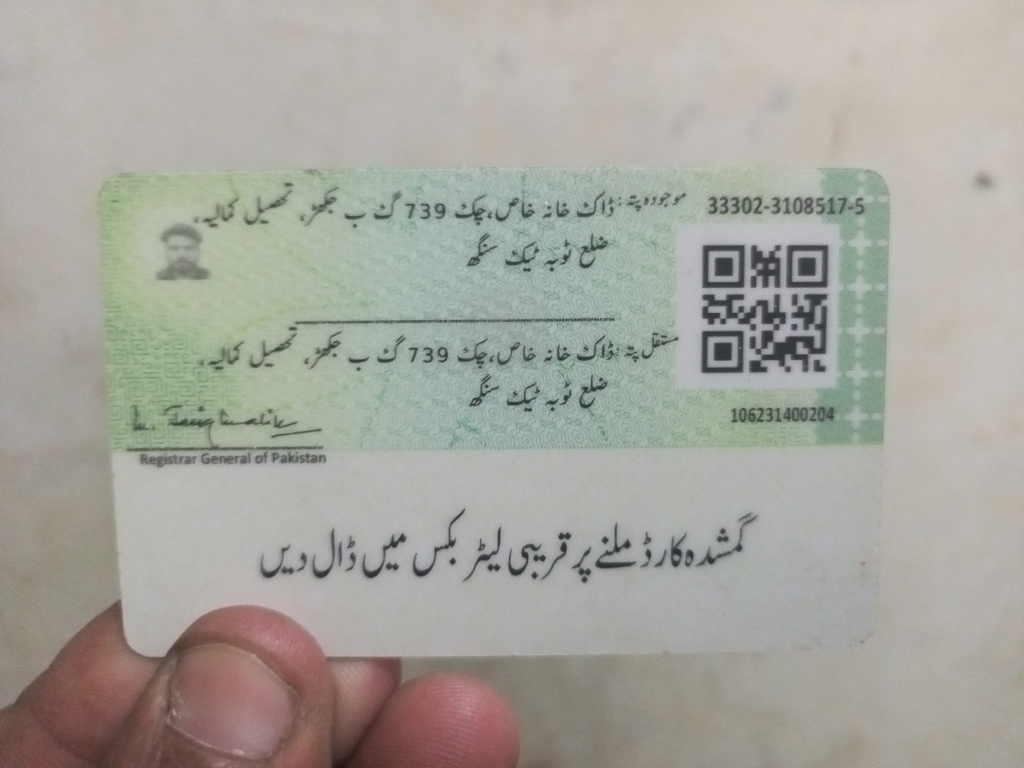 33302-3108517-5
موجودہ پتہ: ڈاک خانہ خاص، چک 739 گ ب جکھڑ، تحصیل کمالیہ،
ضلع ٹوبہ ٹیک سنگھ
مستقل پتہ: ڈاک خانہ خاص، چک 739 گ ب جکھڑ، تحصیل کمالیہ،
ضلع ٹوبہ ٹیک سنگھ
106231400204
Registrar General of Pakistan
گمشدہ کارڈ ملنے پر قریبی لیٹر بکس میں ڈال دیں